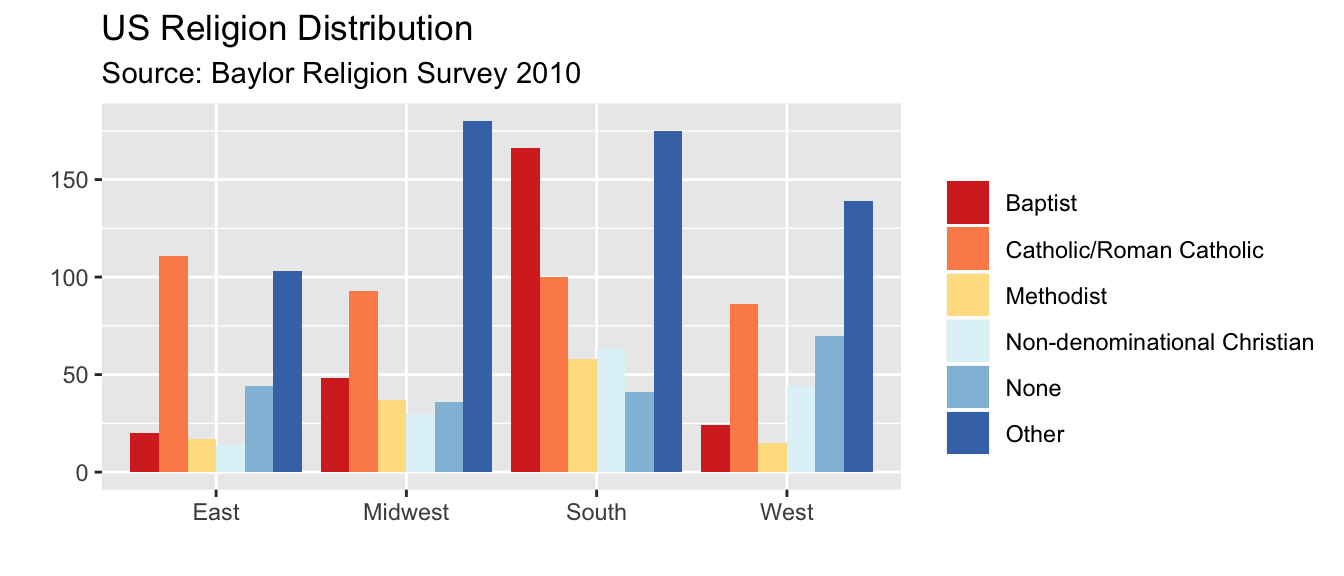 US Religion Distribution
Source: Baylor Religion Survey 2010
150
100
50
0
East Midwest South West
Baptist
Catholic/Roman Catholic
Methodist
Non-denominational Christian
None
Other